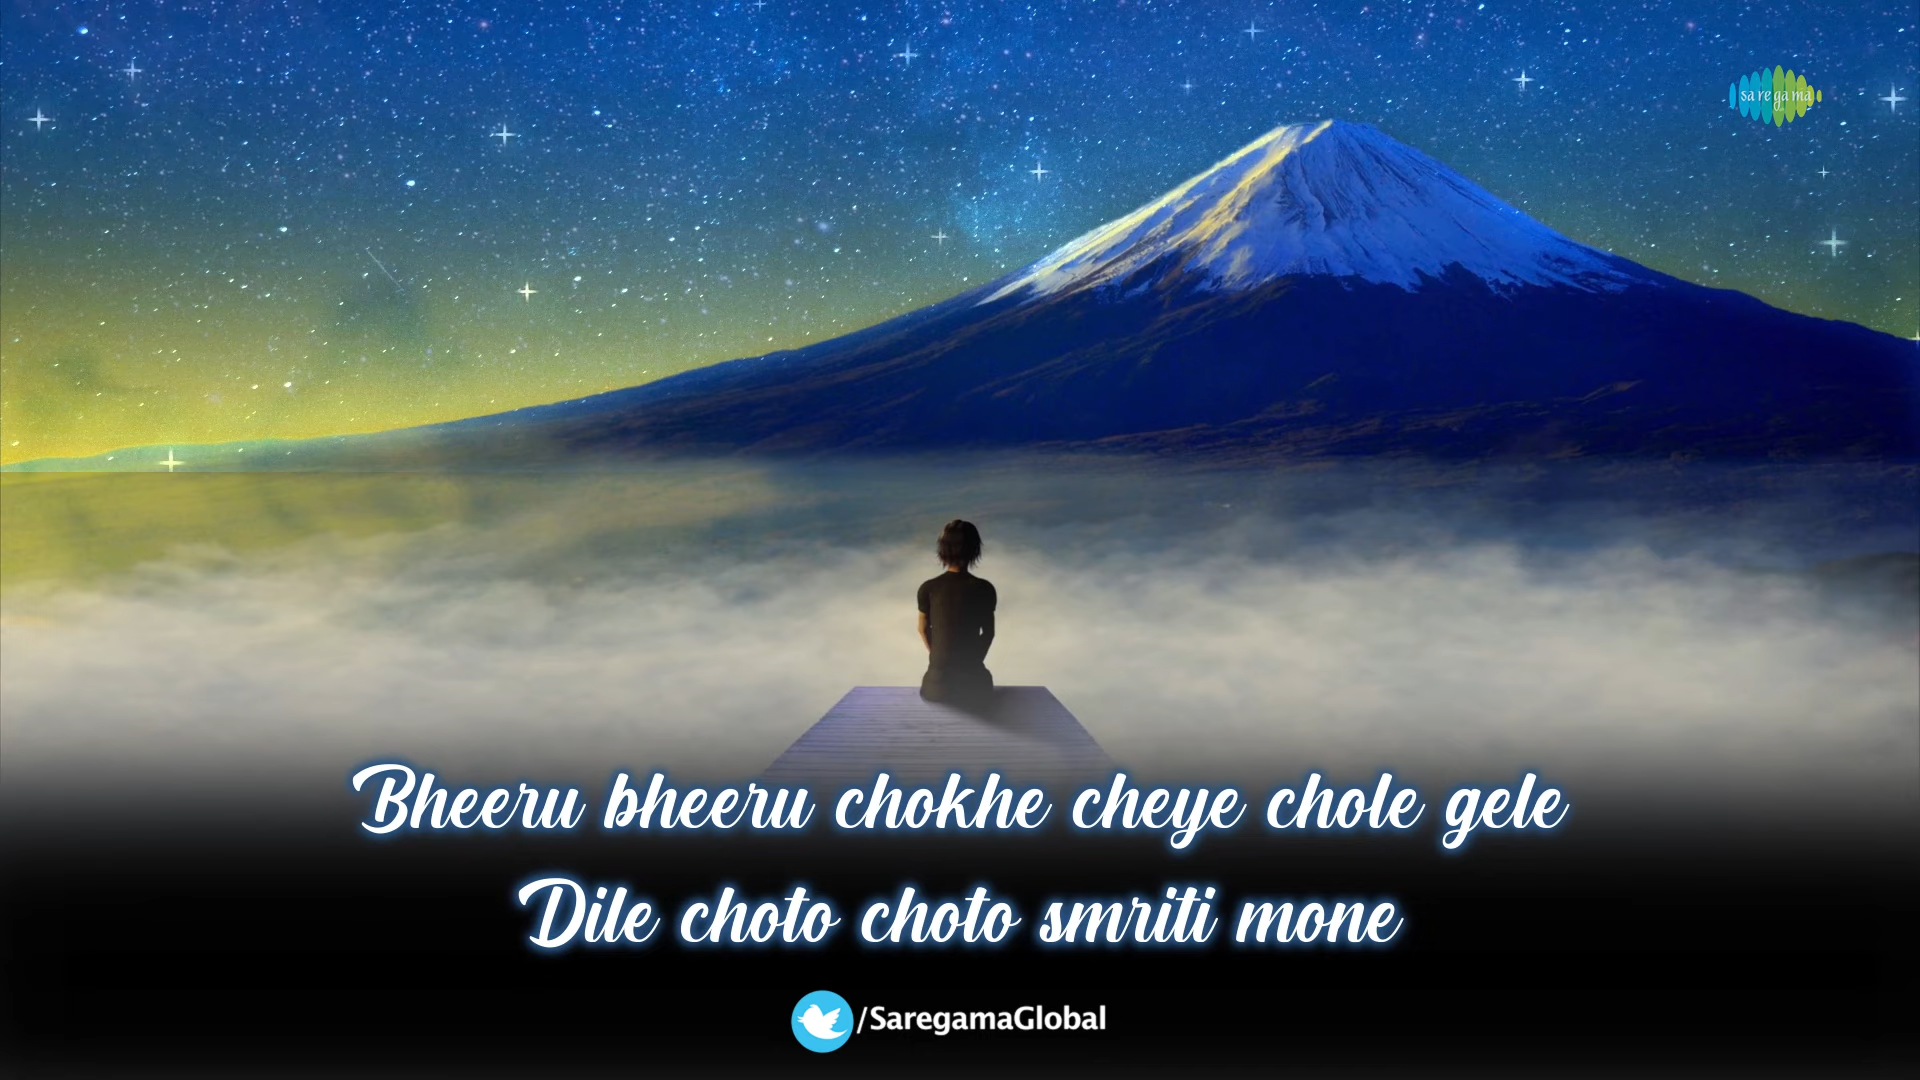 sa re ga ma
Bheeru bheeru chokhe cheye chole gele
Dile choto choto smriti mone
/SaregamaGlobal